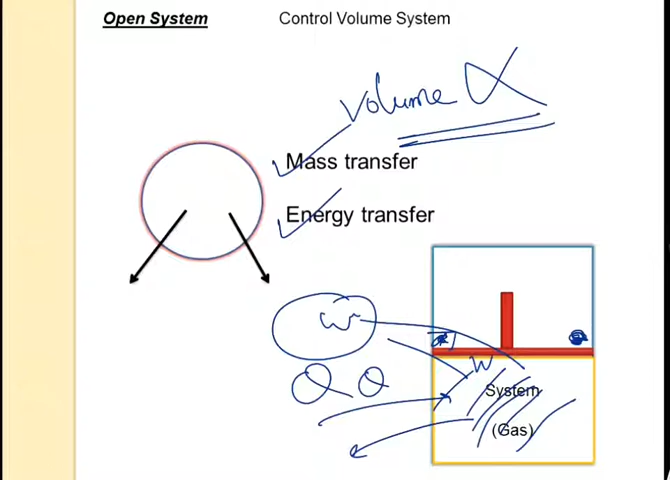 Open System Control Volume System
Volume
Mass transfer
Energy transfer
W
W
Q Q
System
(Gas)